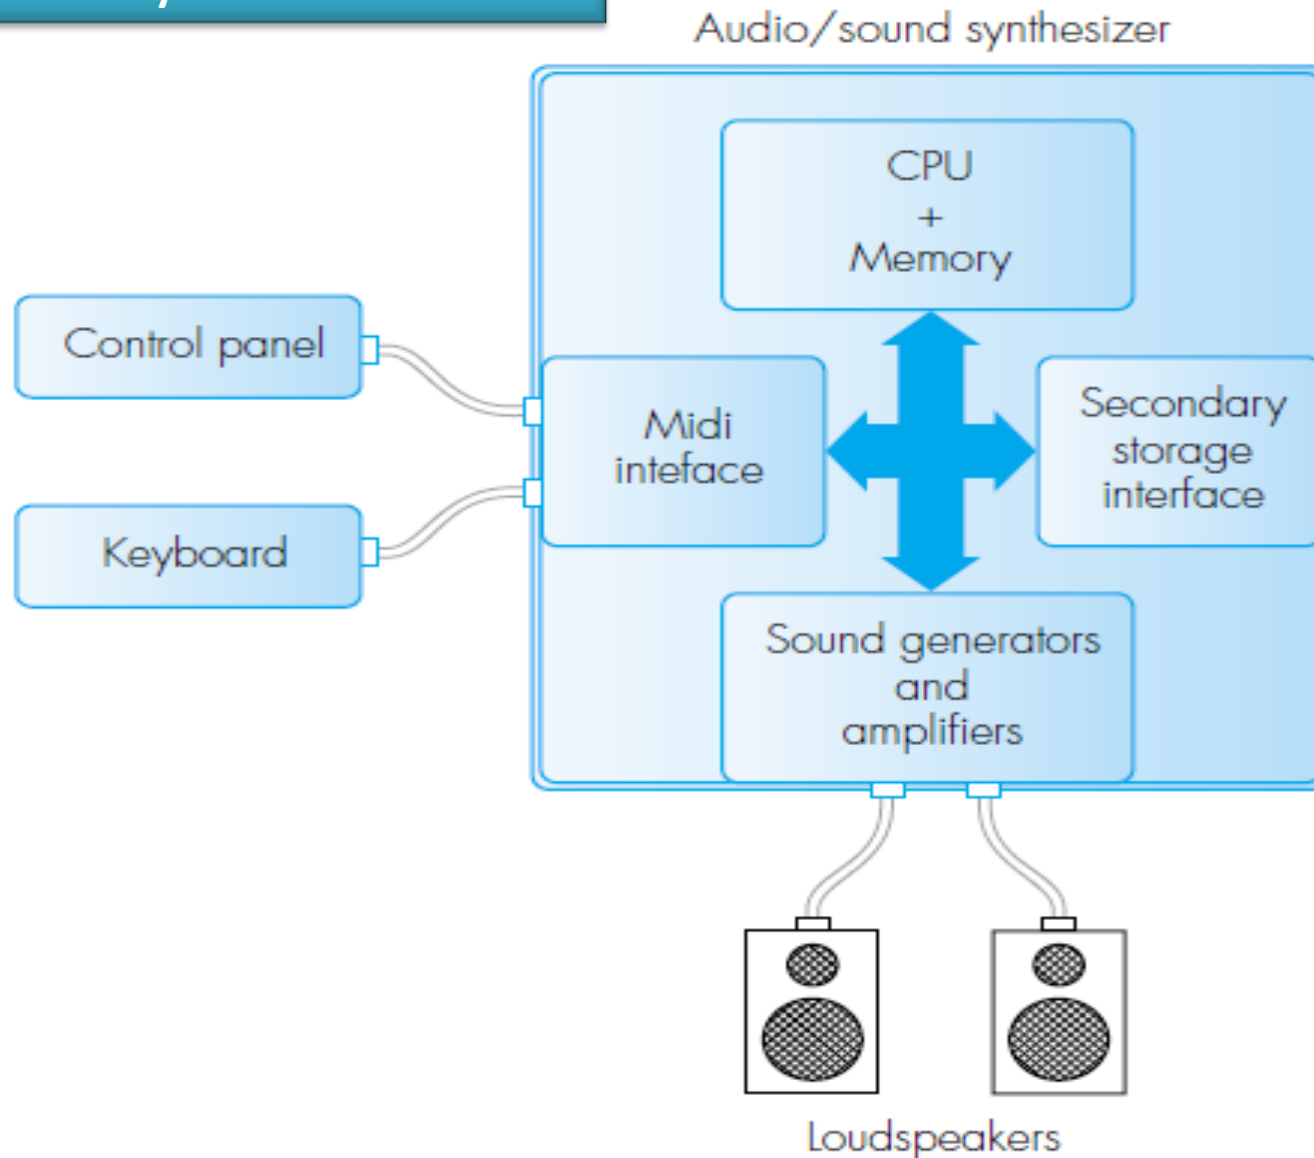 Audio/sound synthesizer
CPU
+
Memory
Control panel
Midi
inteface
Secondary
storage
interface
Keyboard
Sound generators
and
amplifiers
Loudspeakers